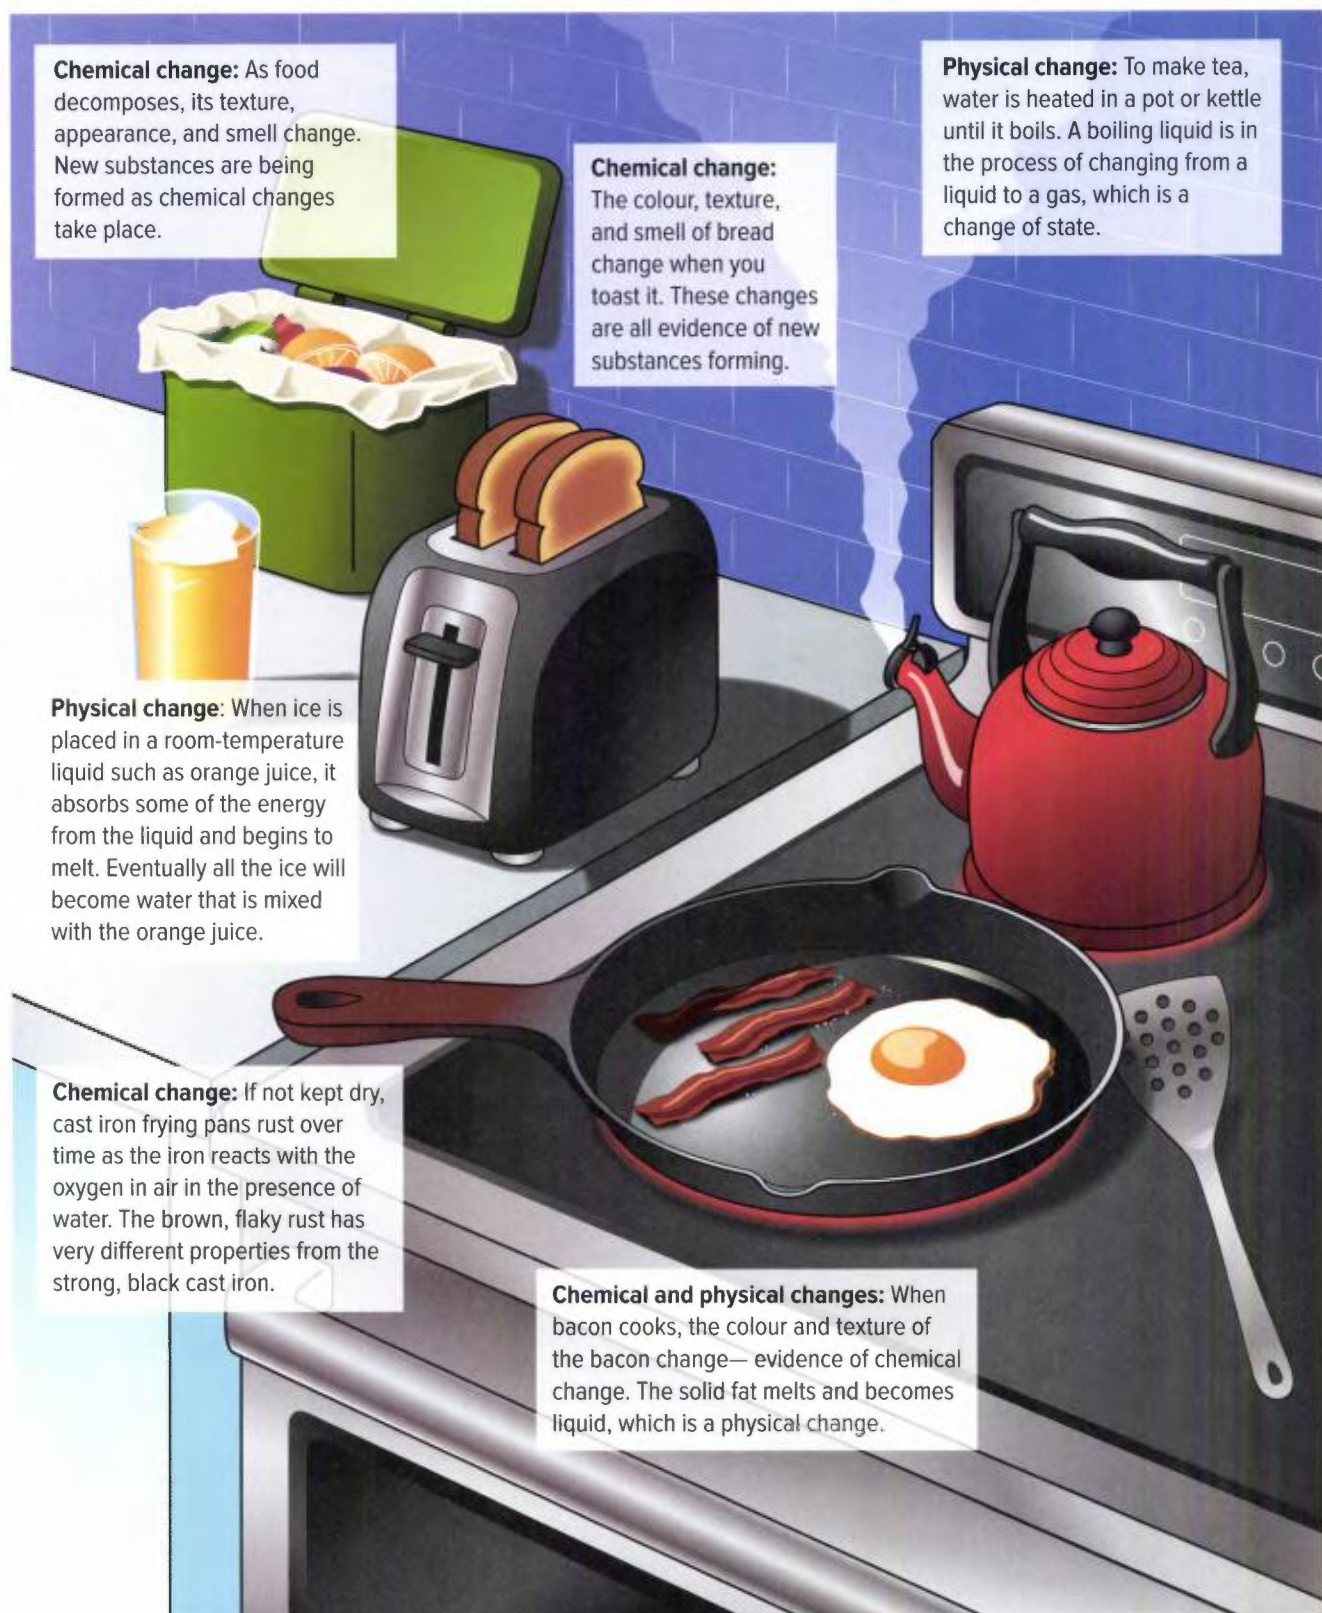 Chemical change: As food
decomposes, its texture,
appearance, and smell change.
New substances are being
formed as chemical changes
take place.
Chemical change:
The colour, texture,
and smell of bread
change when you
toast it. These changes
are all evidence of new
substances forming.
Physical change: To make tea,
water is heated in a pot or kettle
until it boils. A boiling liquid is in
the process of changing from a
liquid to a gas, which is a
change of state.
Physical change: When ice is
placed in a room-temperature
liquid such as orange juice, it
absorbs some of the energy
from the liquid and begins to
melt. Eventually all the ice will
become water that is mixed
with the orange juice.
Chemical change: If not kept dry,
cast iron frying pans rust over
time as the iron reacts with the
oxygen in air in the presence of
water. The brown, flaky rust has
very different properties from the
strong, black cast iron.
Chemical and physical changes: When
bacon cooks, the colour and texture of
the bacon change— evidence of chemical
change. The solid fat melts and becomes
liquid, which is a physical change.